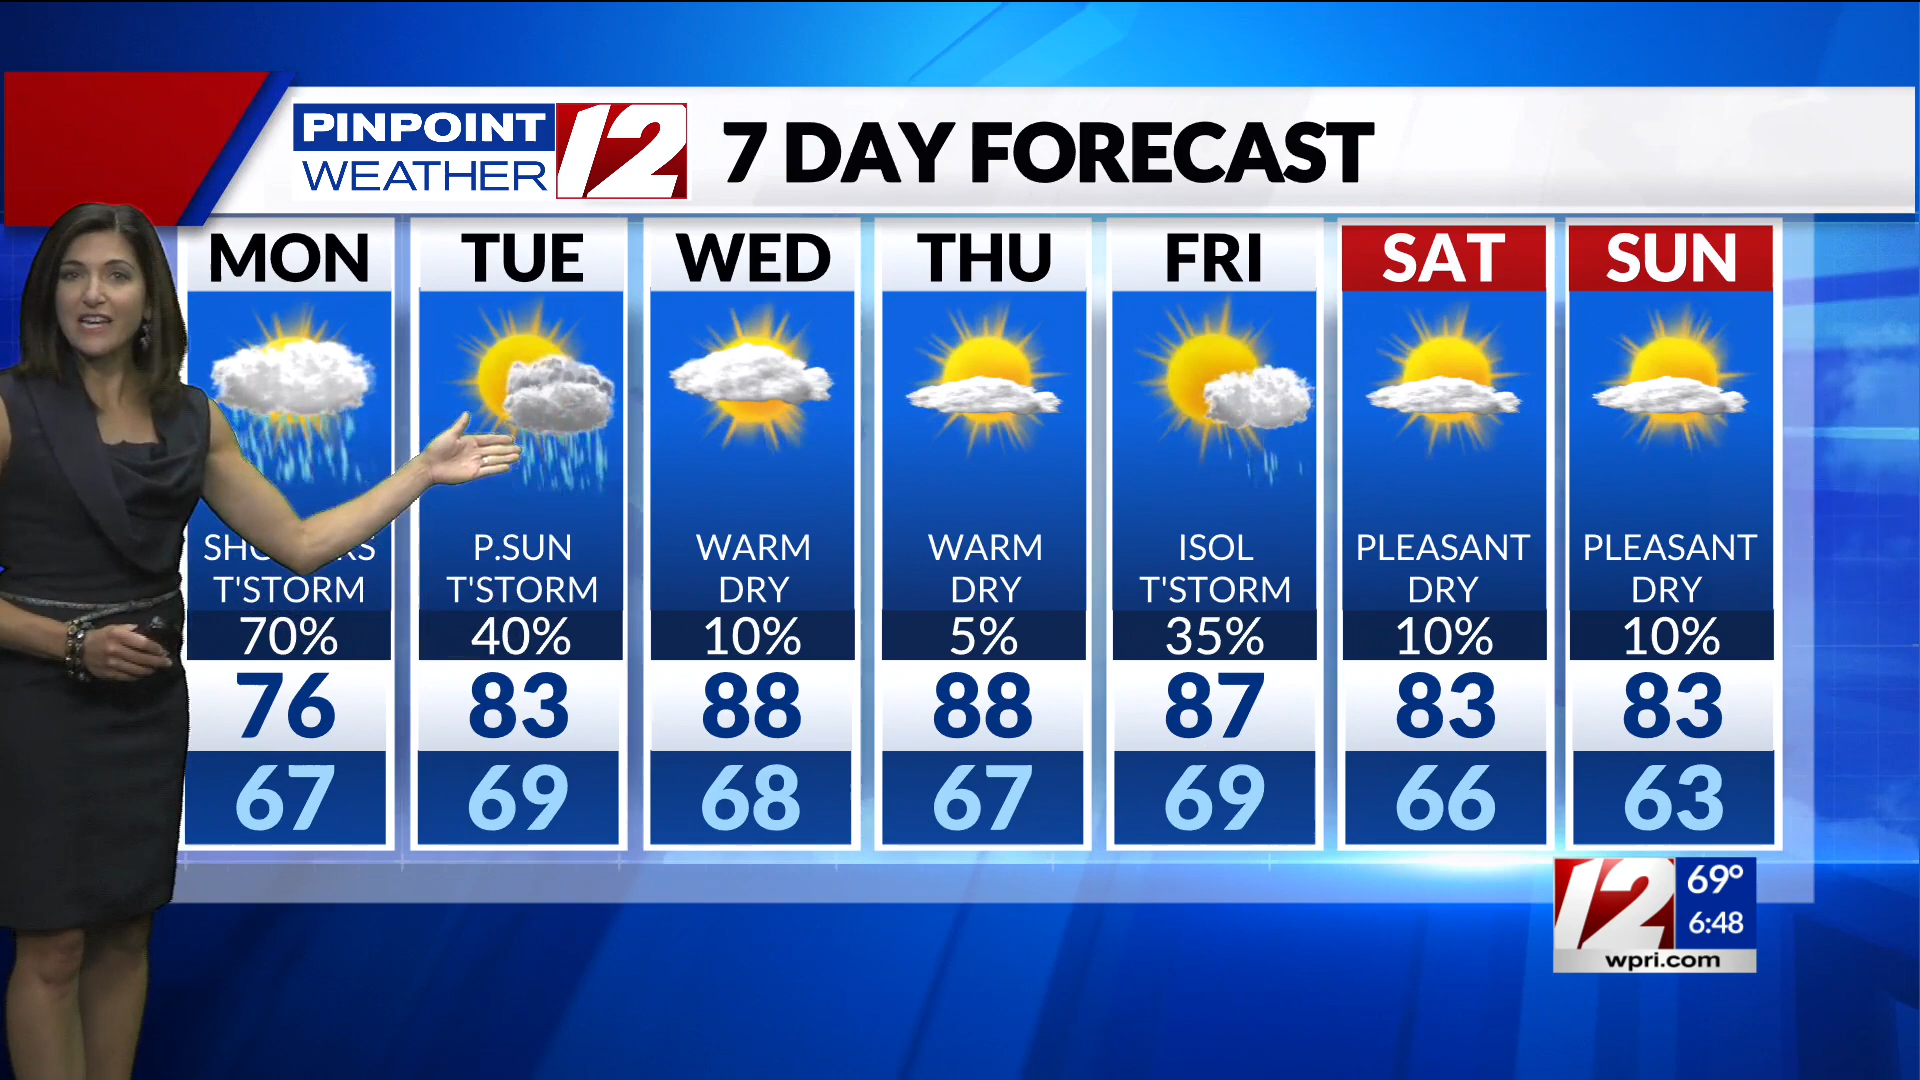 PINPOINT
WEATHER
12
7 DAY FORECAST
MON TUE WED THU FRI SAT SUN
P.SUN WARM WARM ISOL PLEASANT PLEASANT
T'STORM T'STORM DRY DRY T'STORM DRY DRY
70% 40% 10% 5% 35% 10% 10%
76 83 88 88 87 83 83
67 69 68 67 69 66 63
12
69°
6:48
wpri.com